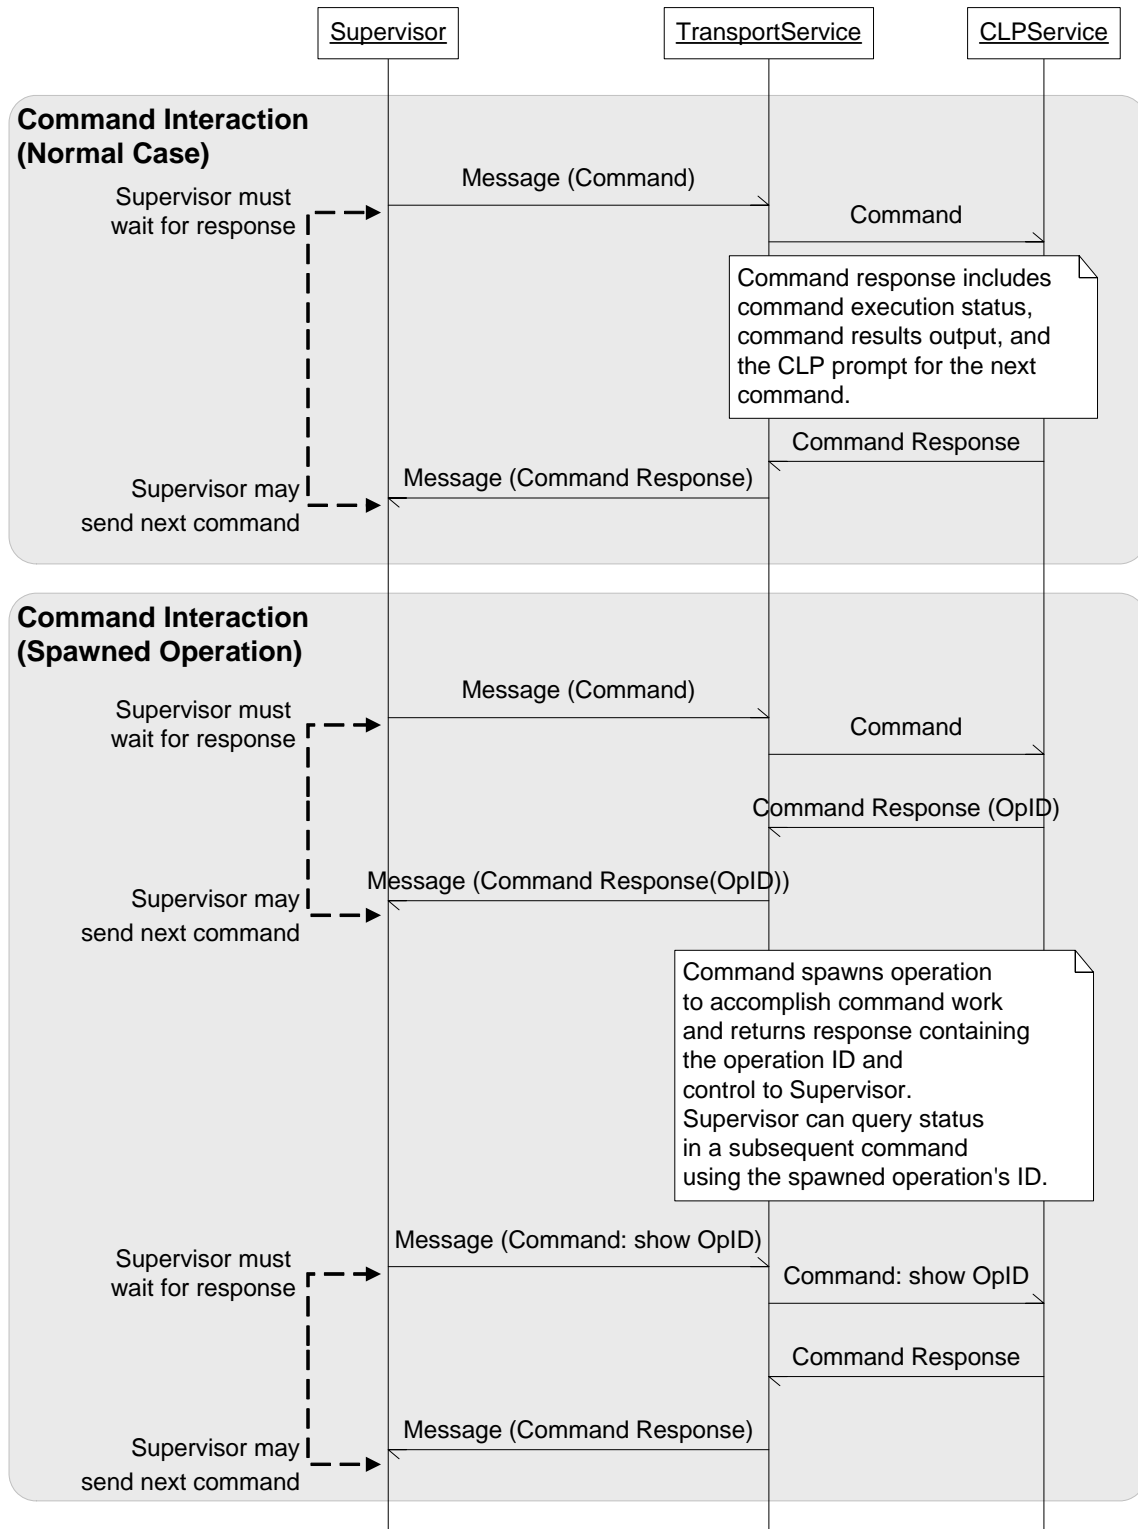 Supervisor
TransportService
CLPService
Command Interaction
(Normal Case)
Message (Command)
Supervisor must
wait for response
Command
Command response includes
command execution status,
command results output, and
the CLP prompt for the next
command.
Command Response
Message (Command Response)
Supervisor may
send next command
Command Interaction
(Spawned Operation)
Message (Command)
Supervisor must
wait for response
Command
Command Response (OpID)
Message (Command Response(OpID))
Supervisor may
send next command
Command spawns operation
to accomplish command work
and returns response containing
the operation ID and
control to Supervisor.
Supervisor can query status
in a subsequent command
using the spawned operation's ID.
Message (Command: show OpID)
Supervisor must
wait for response
Command: show OpID
Command Response
Message (Command Response)
Supervisor may
send next command